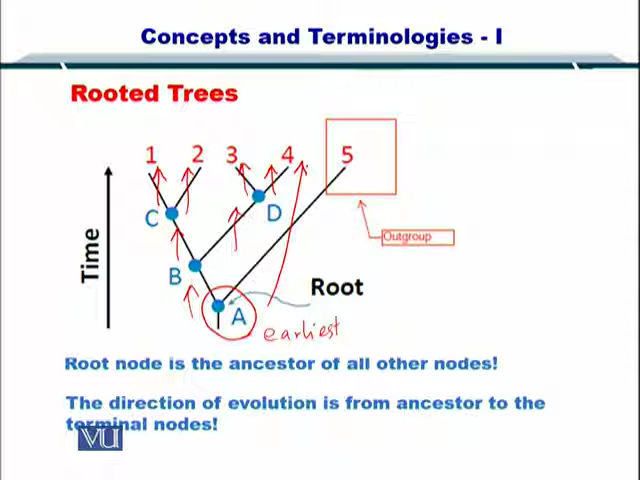 Concepts and Terminologies - I
Rooted Trees
1 2 3 4 5
C D
B
Time
Outgroup
Root
A
earliest
Root node is the ancestor of all other nodes!
The direction of evolution is from ancestor to the
terminal nodes!
VU